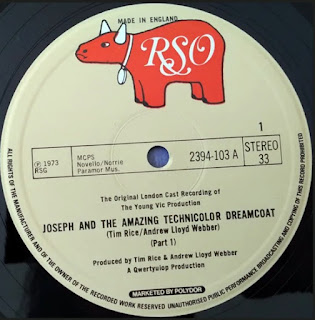 MADE IN ENGLAND
RSO
1
2394-103 A
STEREO
33
℗ 1973
RSG
MCPS
Novello/Norrie
Paramor Mus.
The Original London Cast Recording of
The Young Vic Production
JOSEPH AND THE AMAZING TECHNICOLOR DREAMCOAT
(Tim Rice/Andrew Lloyd Webber)
(Part 1)
Produced by Tim Rice & Andrew Lloyd Webber
A Qwertyuiop Production
MARKETED BY POLYDOR
ALL RIGHTS OF THE MANUFACTURER AND OF THE OWNER OF THE RECORDED WORK RESERVED UNAUTHORISED PUBLIC PERFORMANCE BROADCASTING AND COPYING OF THIS RECORD PROHIBITED